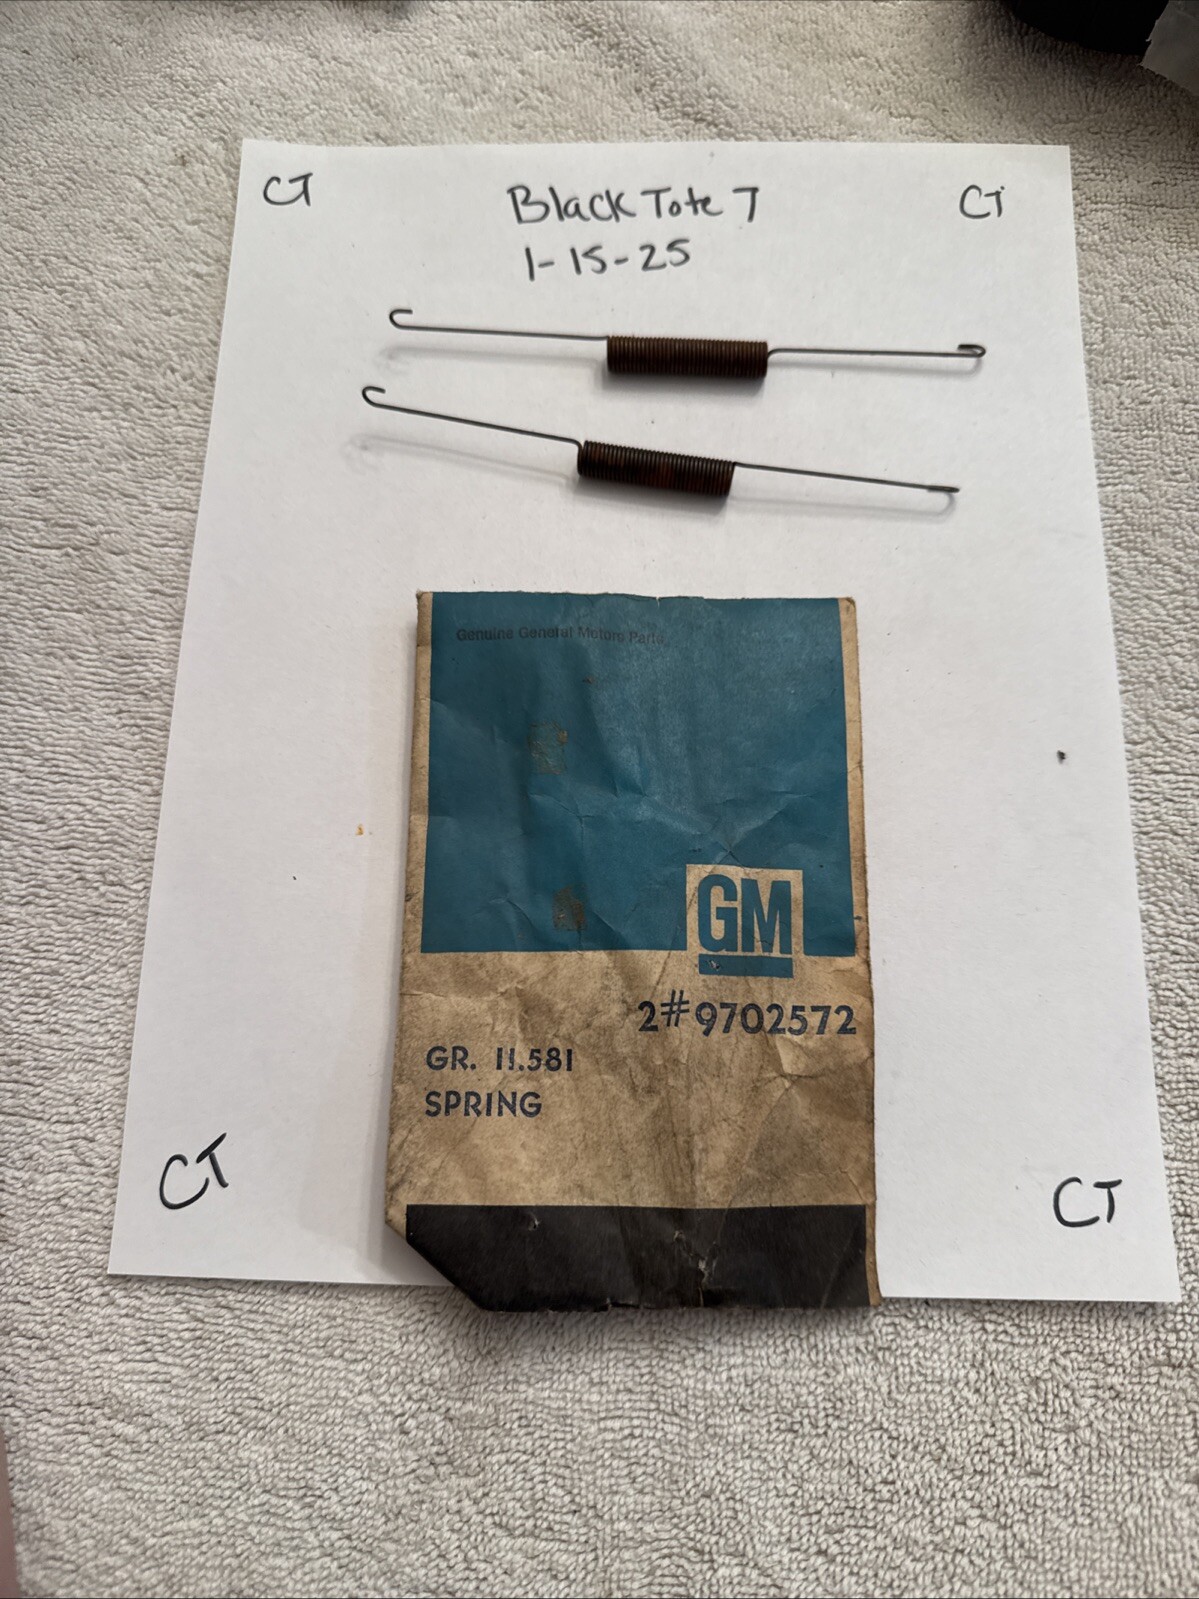 CT
Black Tote 7
CT
1-15-25
Genuine General Motors Parts
GM
2#9702572
GR. 11.581
SPRING
CT
CT